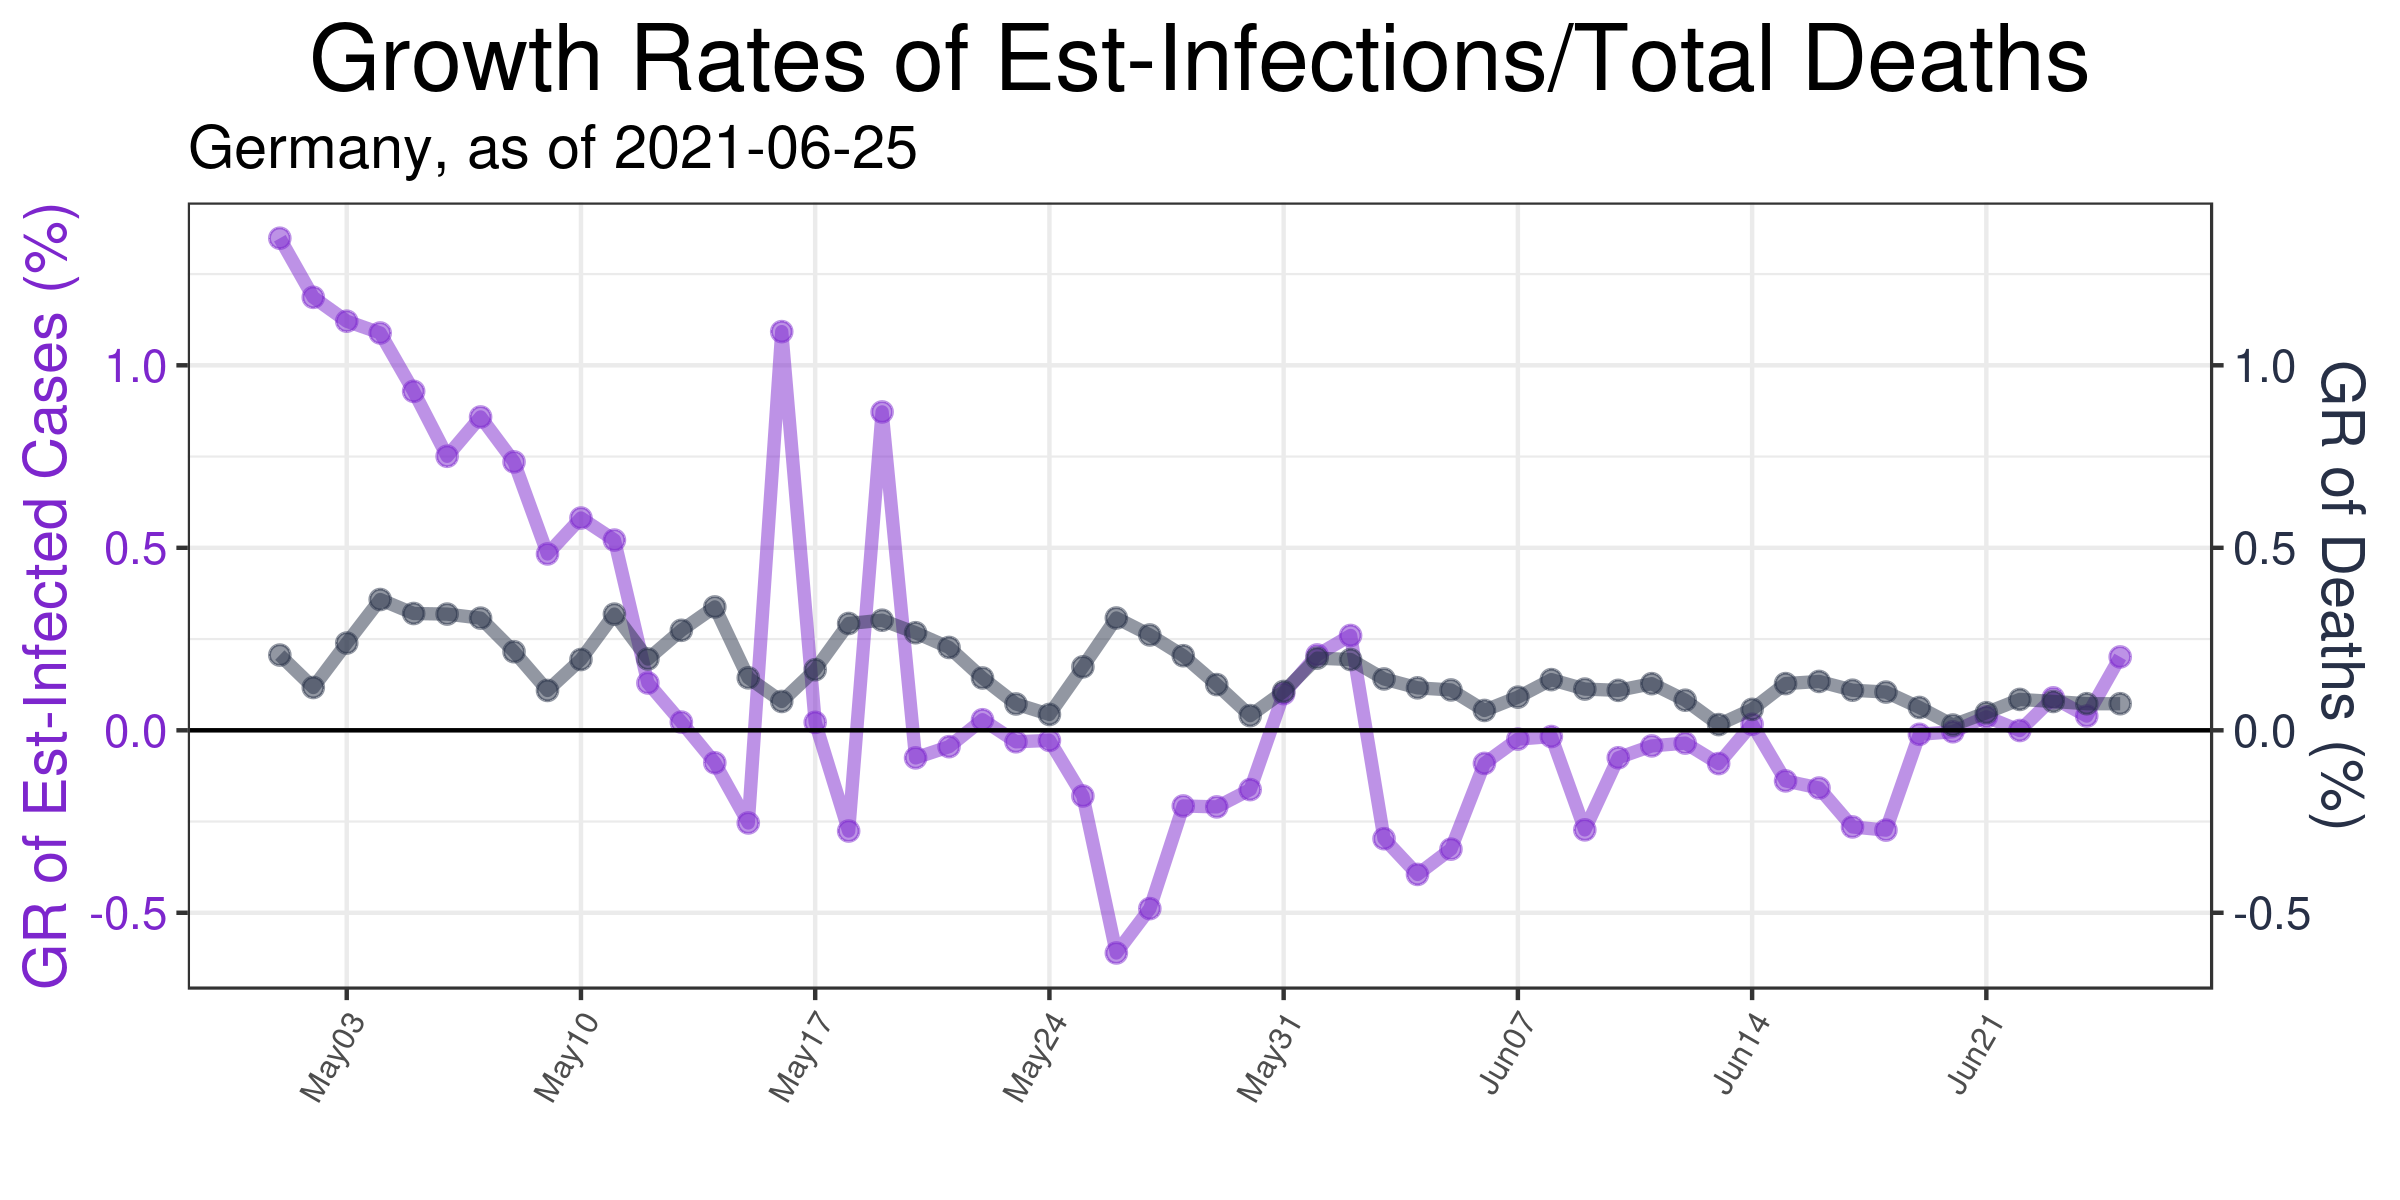 Growth Rates of Est-Infections/Total Deaths
Germany, as of 2021-06-25
GR of Est-Infected Cases (%)
1.0
0.5
0.0
-0.5
1.0
0.5
0.0
-0.5
GR of Deaths (%)
May03
May10
May17
May24
May31
Jun07
Jun14
Jun21